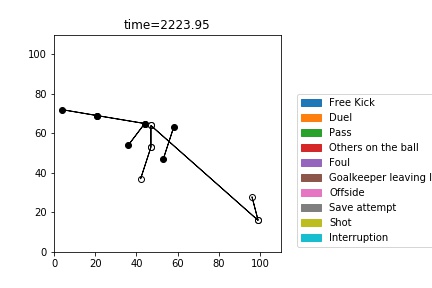 time=2223.95
100
80
60
40
20
0
0 20 40 60 80 100
Free Kick
Duel
Pass
Others on the ball
Foul
Goalkeeper leaving l
Offside
Save attempt
Shot
Interruption